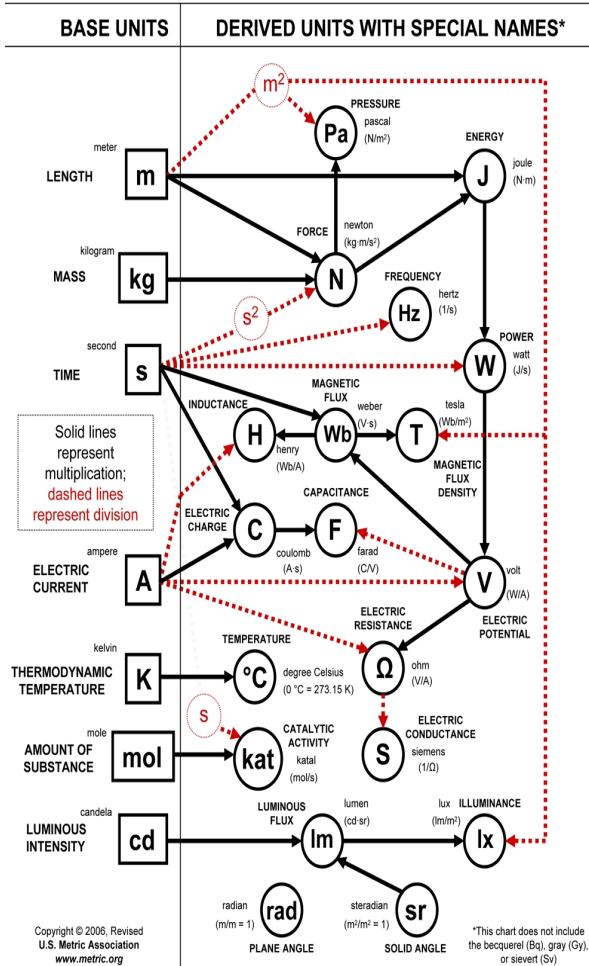 BASE UNITS
DERIVED UNITS WITH SPECIAL NAMES*
m²
PRESSURE
pascal
(N/m²)
Pa
ENERGY
joule
(N·m)
J
meter
LENGTH
m
FORCE
newton
(kg·m/s²)
N
kilogram
MASS
kg
FREQUENCY
hertz
(1/s)
Hz
s²
second
TIME
s
POWER
watt
(J/s)
W
MAGNETIC
FLUX
weber
(V·s)
Wb
INDUCTANCE
H
henry
(Wb/A)
tesla
(Wb/m²)
T
MAGNETIC
FLUX
DENSITY
Solid lines
represent
multiplication;
dashed lines
represent division
ELECTRIC
CHARGE
C
coulomb
(A·s)
CAPACITANCE
F
farad
(C/V)
ampere
ELECTRIC
CURRENT
A
volt
(W/A)
V
ELECTRIC
POTENTIAL
ELECTRIC
RESISTANCE
ohm
(V/A)
Ω
kelvin
THERMODYNAMIC
TEMPERATURE
K
TEMPERATURE
°C
degree Celsius
(0 °C = 273.15 K)
s
mole
AMOUNT OF
SUBSTANCE
mol
CATALYTIC
ACTIVITY
katal
(mol/s)
kat
ELECTRIC
CONDUCTANCE
siemens
(1/Ω)
S
candela
LUMINOUS
INTENSITY
cd
LUMINOUS
FLUX
lumen
(cd·sr)
lm
lux
(lm/m²)
ILLUMINANCE
lx
radian
(m/m = 1)
rad
PLANE ANGLE
steradian
(m²/m² = 1)
sr
SOLID ANGLE
Copyright © 2006, Revised
U.S. Metric Association
www.metric.org
*This chart does not include
the becquerel (Bq), gray (Gy),
or sievert (Sv)